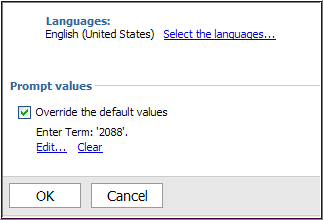 Languages:
English (United States) Select the languages...
Prompt values
Override the default values
Enter Term: '2088'.
Edit... Clear
OK Cancel